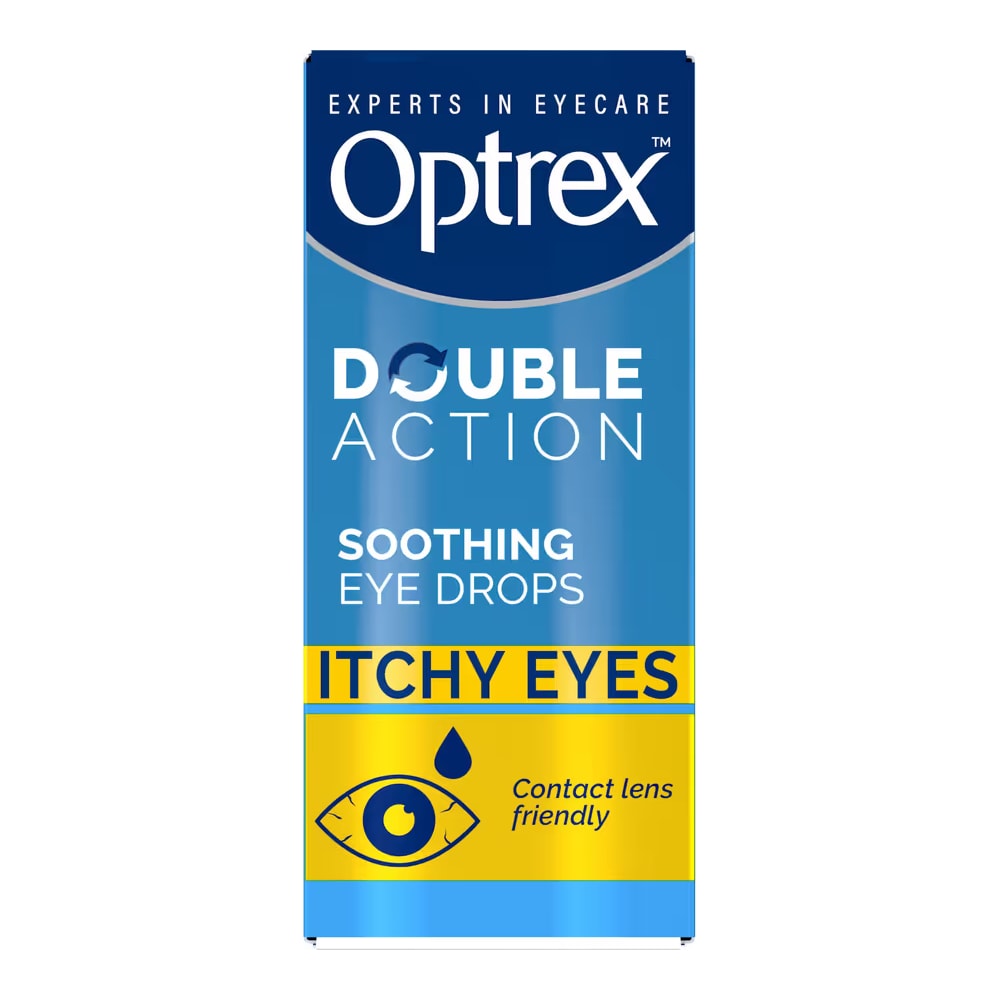 EXPERTS IN EYECARE
Optrex™
DOUBLE
ACTION
SOOTHING
EYE DROPS
ITCHY EYES
Contact lens
friendly